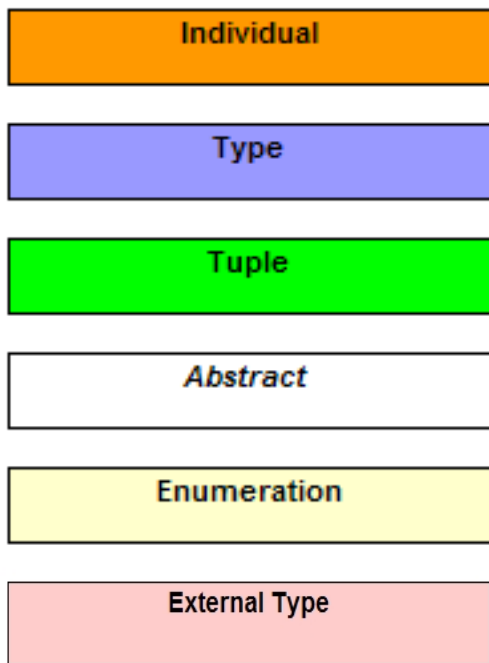 Individual
Type
Tuple
Abstract
Enumeration
External Type